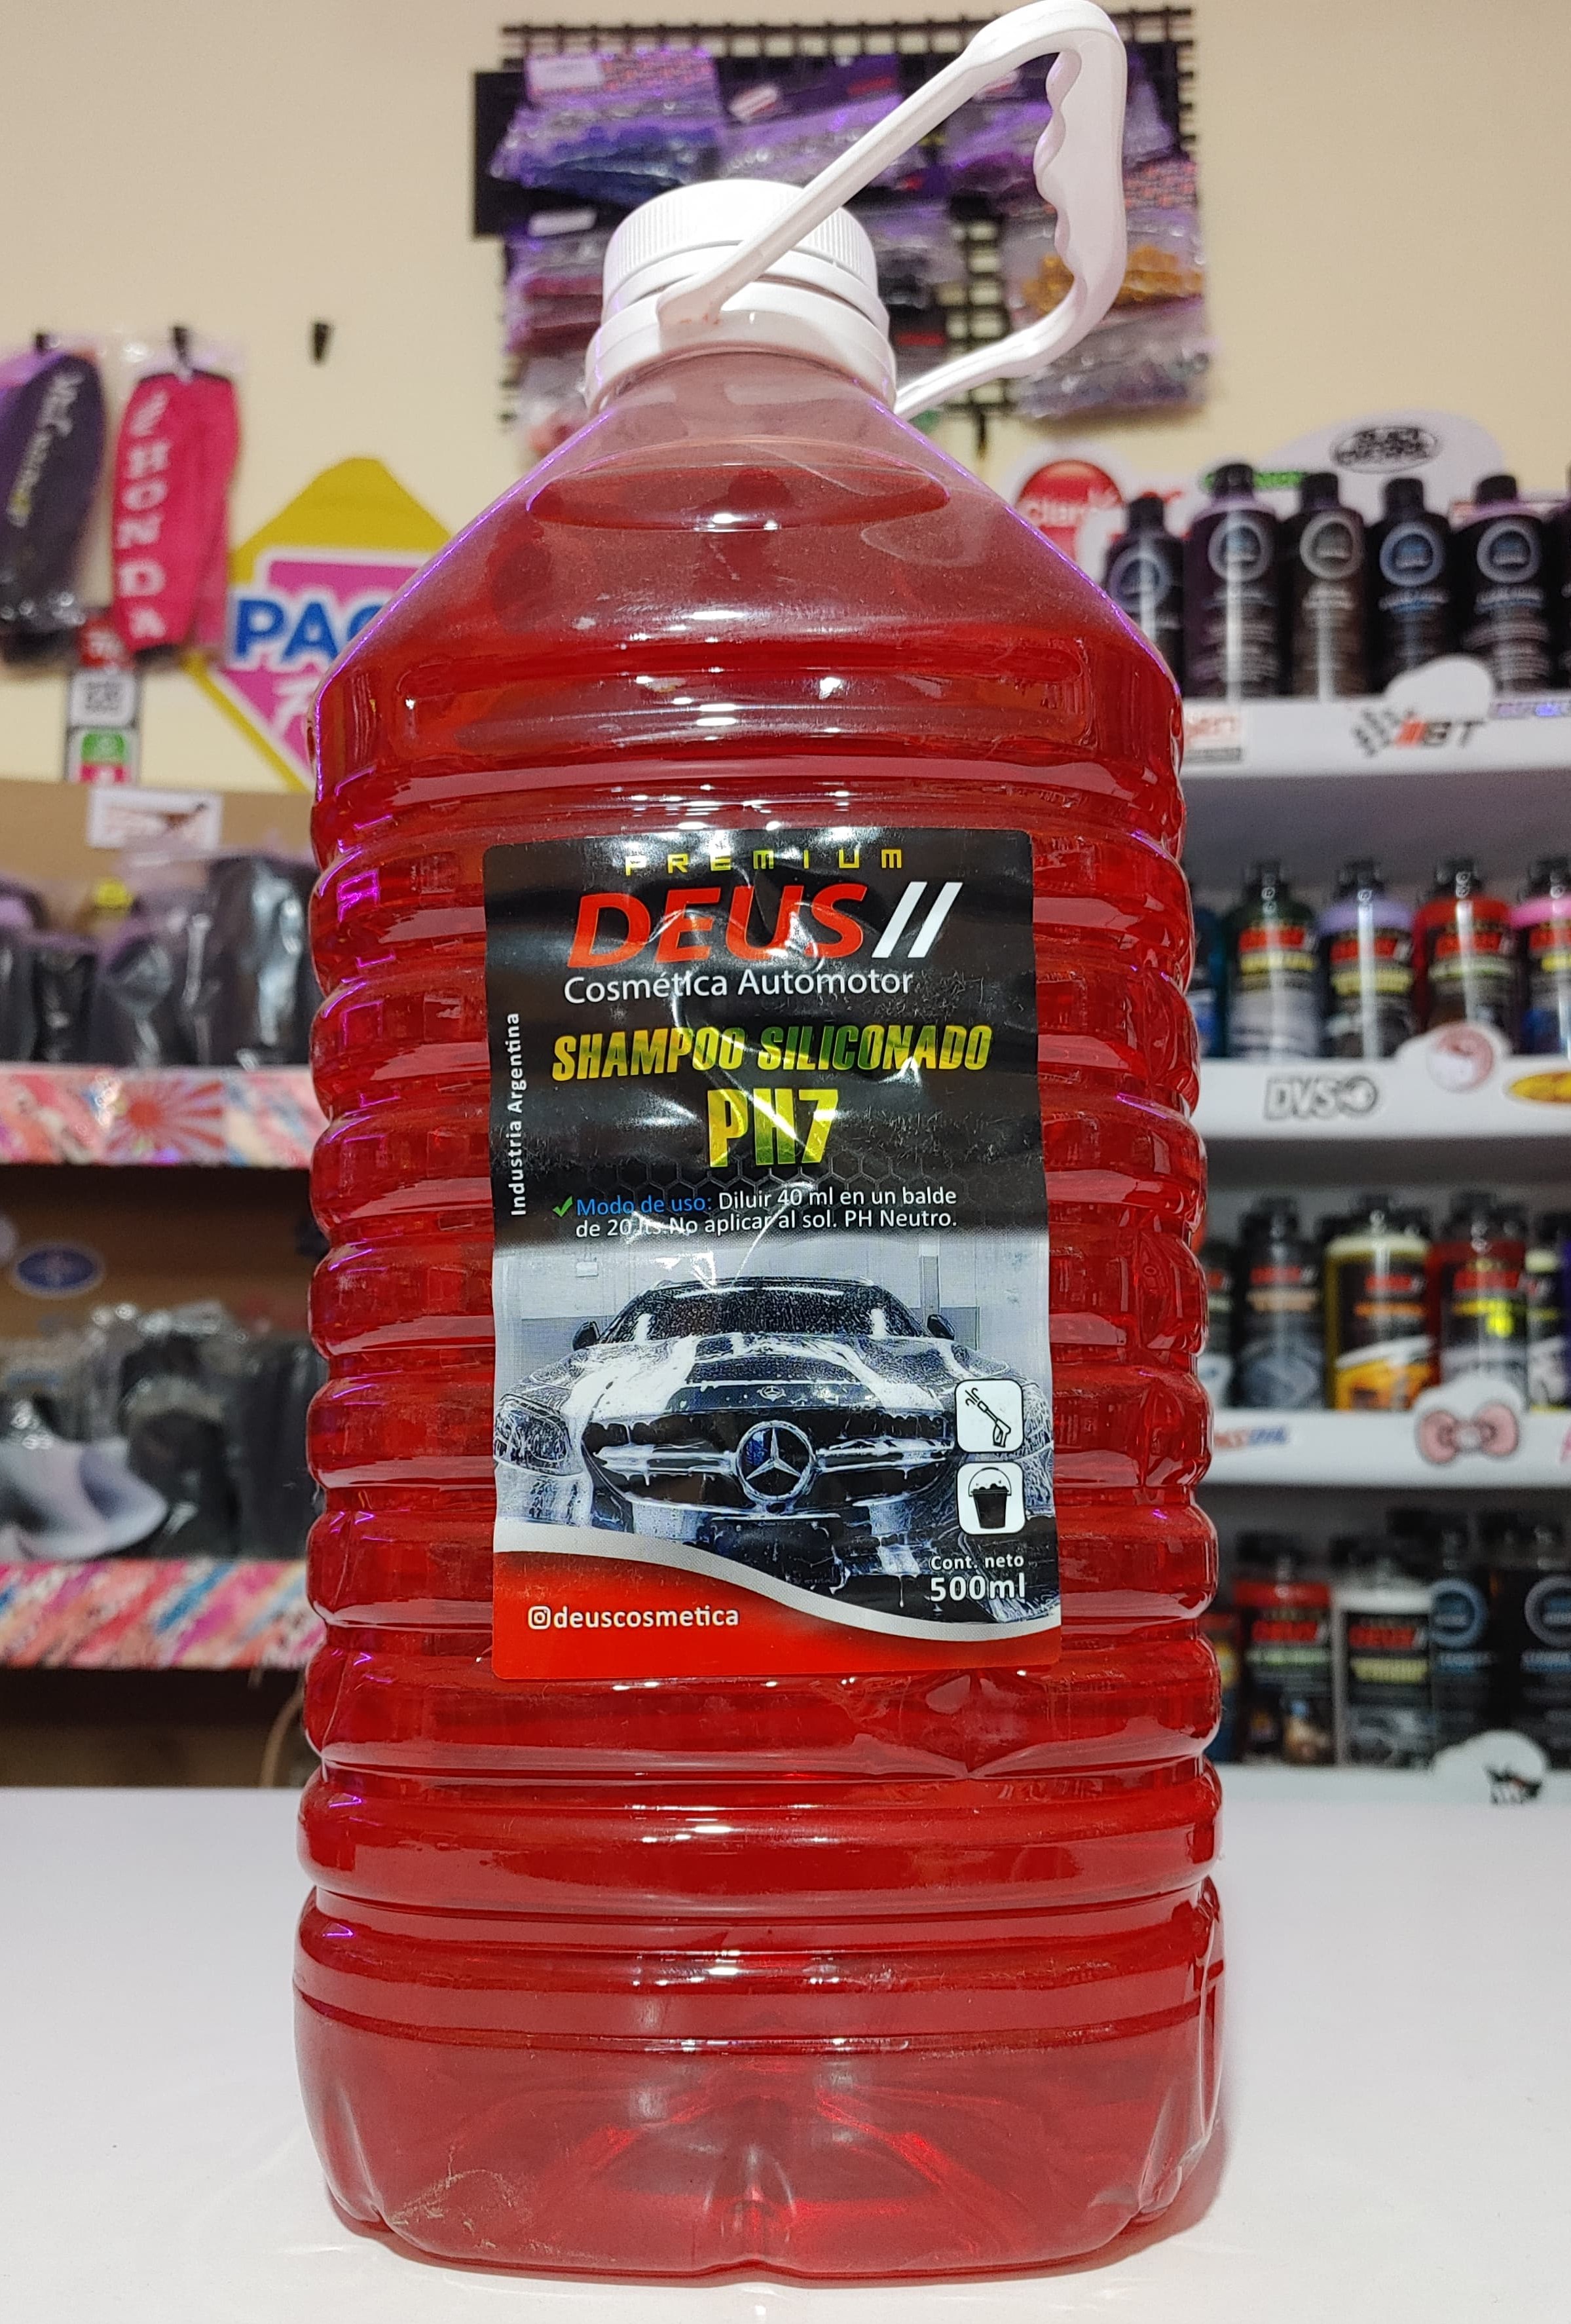 PREMIUM
DEUS//
Cosmética Automotor
SHAMPOO SILICONADO
PH7
Industria Argentina
Modo de uso: Diluir 40 ml en un balde
de 20 lts. No aplicar al sol. PH Neutro.
Cont. neto
500ml
deuscosmetica
HONDA
Claro
DVS